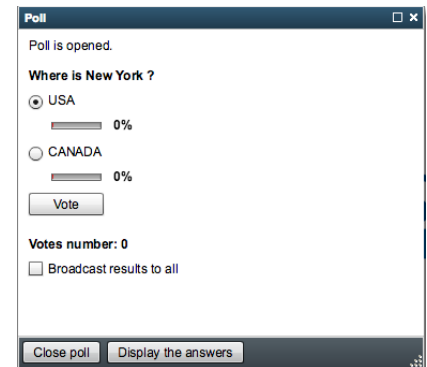 Poll
Poll is opened.
Where is New York ?
USA
0%
CANADA
0%
Vote
Votes number: 0
Broadcast results to all
Close poll Display the answers